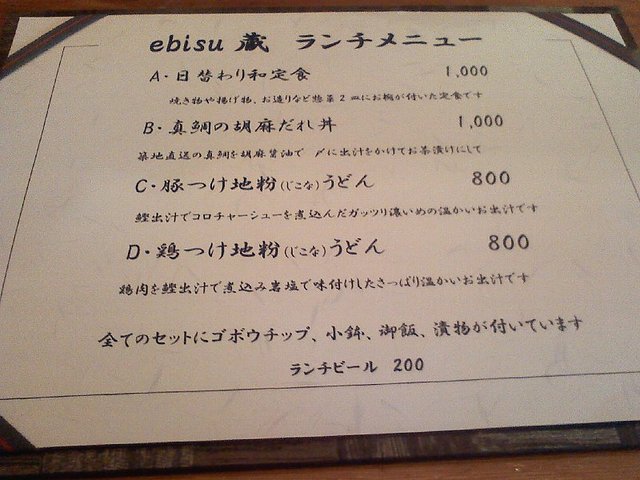 ebisu 蔵 ランチメニュー
A・日替わり和定食 1,000
焼き物や揚げ物、お造りなど惣菜2皿にお椀が付いた定食です
B・真鯛の胡麻だれ丼 1,000
築地直送の真鯛を胡麻醤油で 〆に出汁をかけてお茶漬けにして
C・豚つけ地粉(じこな)うどん 800
鰹出汁でコロチャーシューを煮込んだガッツリ濃いめの温かいお出汁です
D・鶏つけ地粉(じこな)うどん 800
鶏肉を鰹出汁で煮込み岩塩で味付けしたさっぱり温かいお出汁です
全てのセットにゴボウチップ、小鉢、御飯、漬物が付いています
ランチビール 200